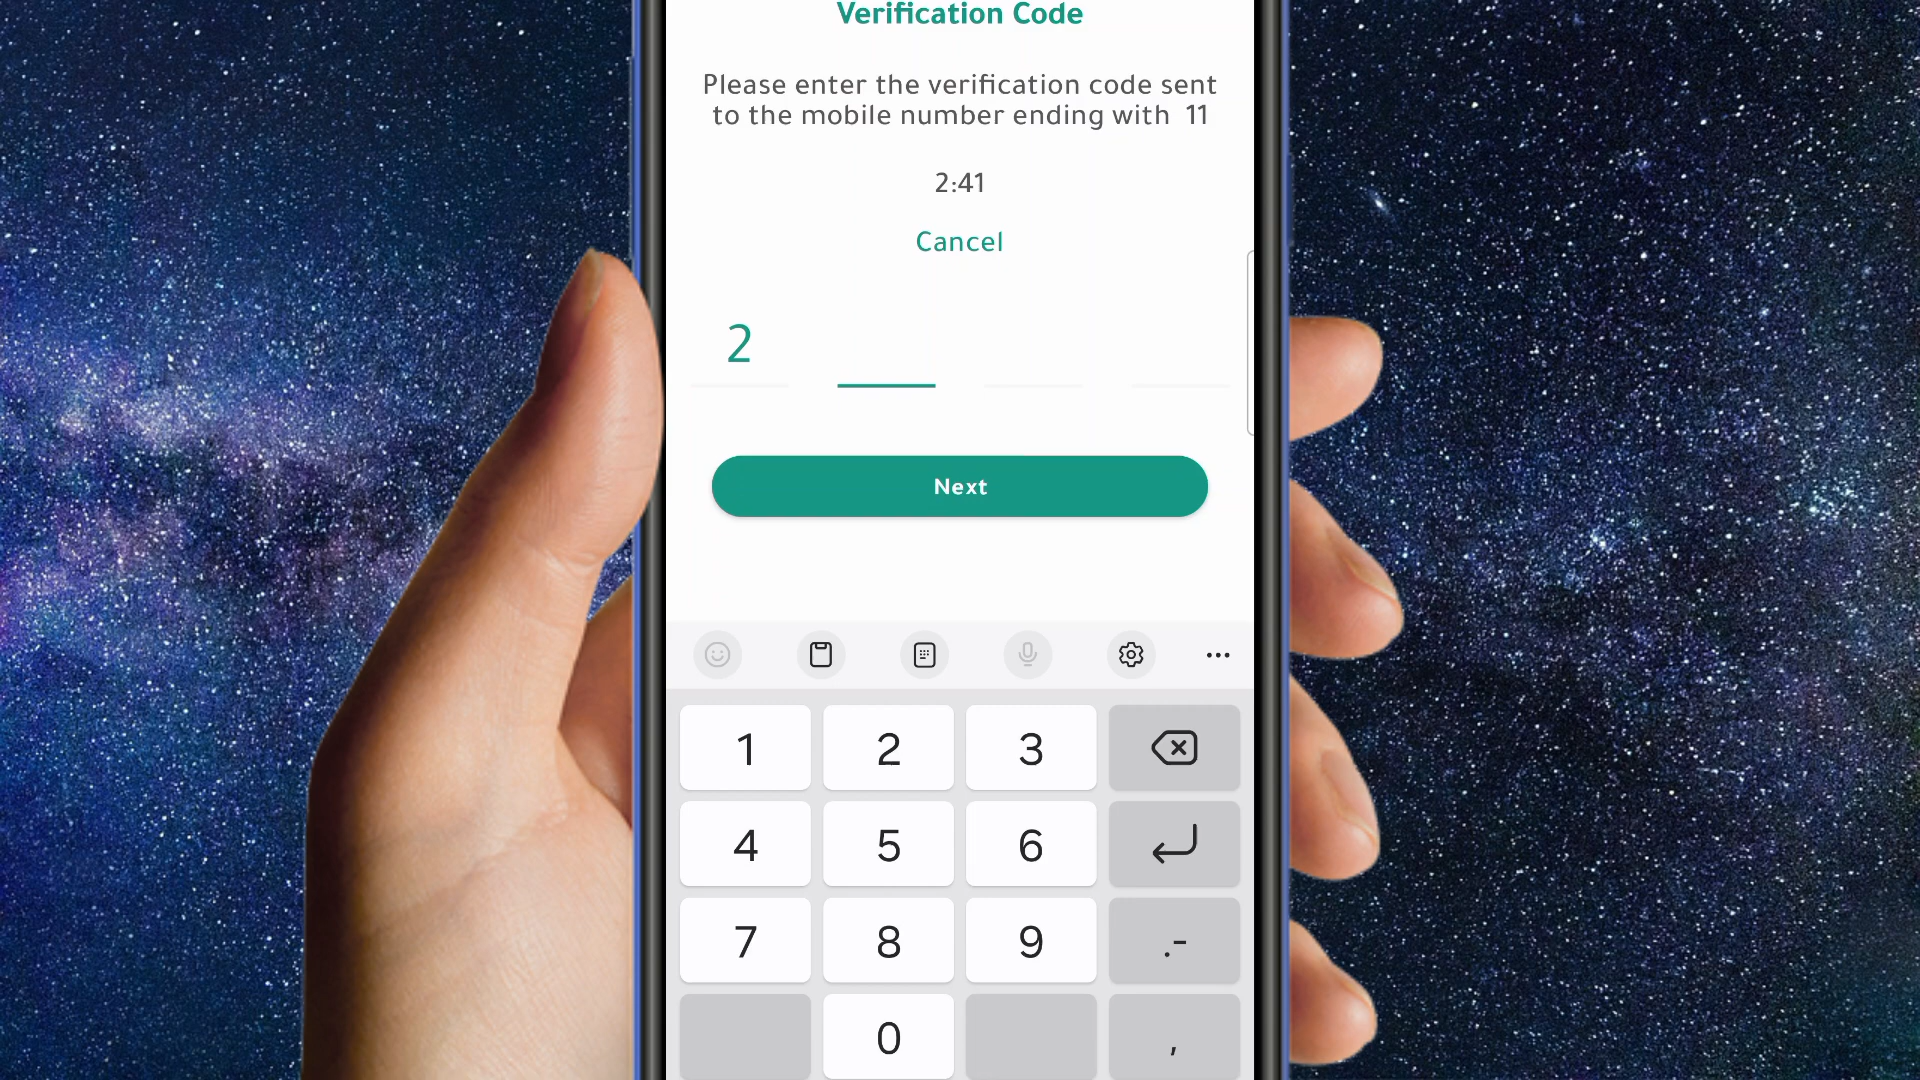 Verification Code
Please enter the verification code sent
to the mobile number ending with 11
2:41
Cancel
2
Next
1 2 3
4 5 6
7 8 9 .-
0 ,